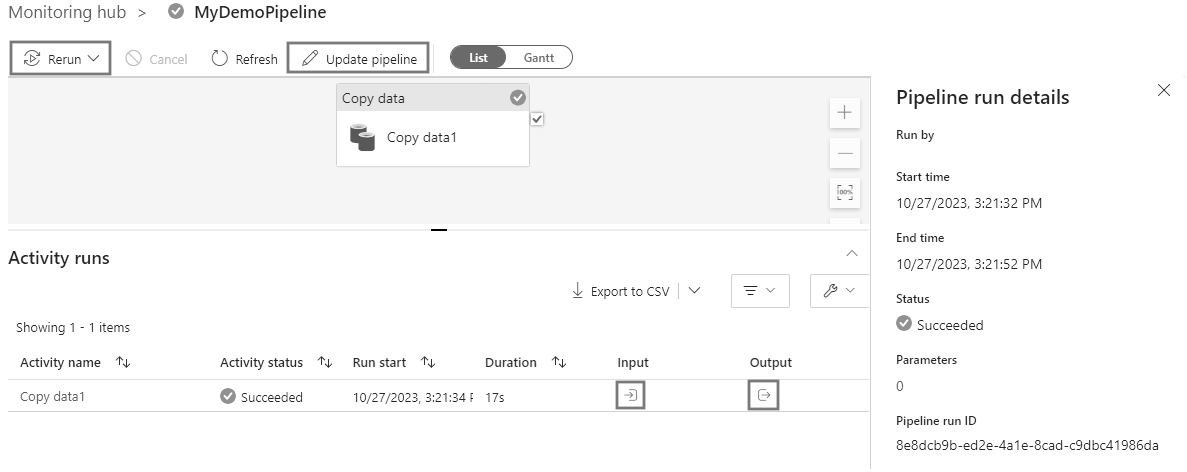 Monitoring hub > MyDemoPipeline
Rerun Cancel Refresh Update pipeline List Gantt
Copy data
Copy data1
Activity runs
Export to CSV
Showing 1 - 1 items
Activity name Activity status Run start Duration Input Output
Copy data1 Succeeded 10/27/2023, 3:21:34 17s
Pipeline run details
Run by
Start time
10/27/2023, 3:21:32 PM
End time
10/27/2023, 3:21:52 PM
Status
Succeeded
Parameters
0
Pipeline run ID
8e8dcb9b-ed2e-4a1e-8cad-c9dbc41986da